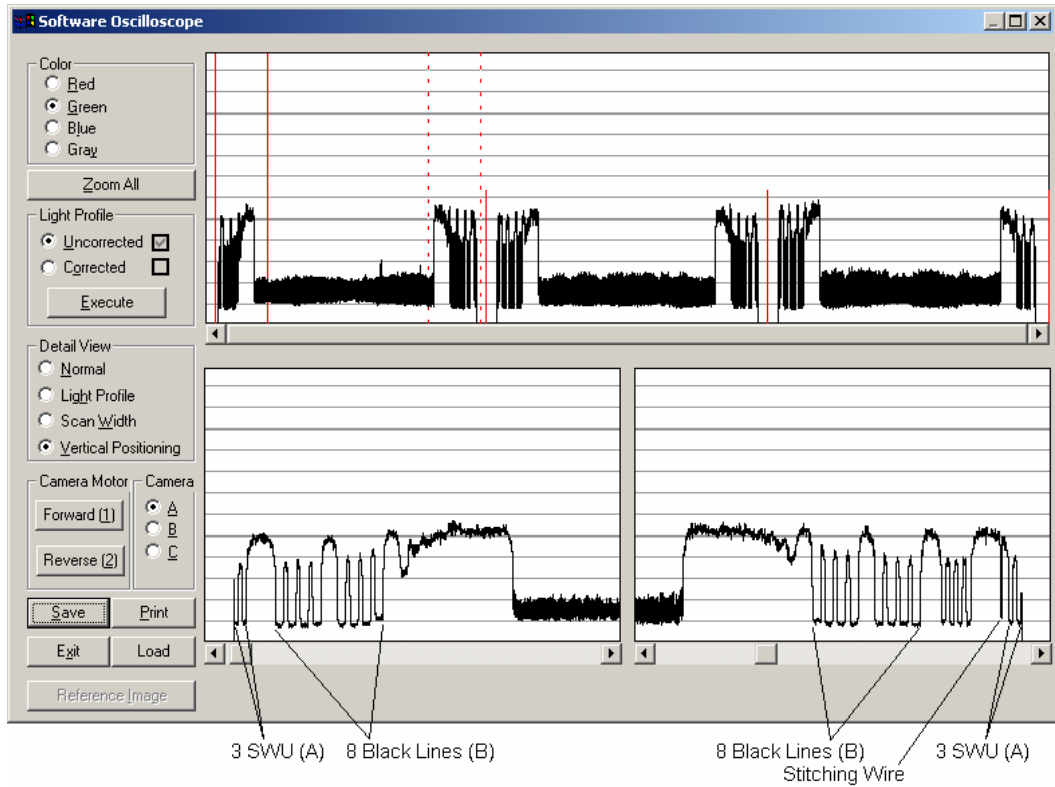 Software Oscilloscope
Color
Red
Green
Blue
Gray
Zoom All
Light Profile
Uncorrected
Corrected
Execute
Detail View
Normal
Light Profile
Scan Width
Vertical Positioning
Camera Motor
Forward (1)
Reverse (2)
Camera
A
B
C
Save
Print
Exit
Load
Reference Image
3 SWU (A)
8 Black Lines (B)
8 Black Lines (B)
3 SWU (A)
Stitching Wire